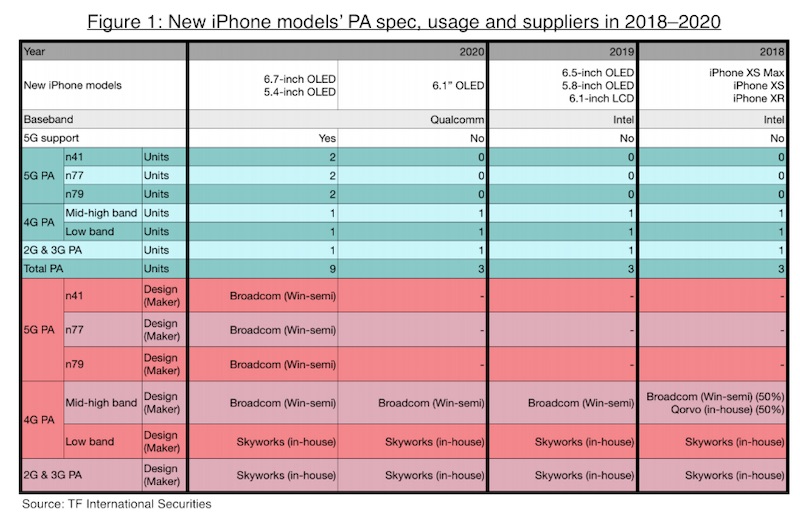 Figure 1: New iPhone models’ PA spec, usage and suppliers in 2018–2020
Year 2020 2019 2018
New iPhone models 6.7-inch OLED 5.4-inch OLED 6.1” OLED 6.5-inch OLED 5.8-inch OLED 6.1-inch LCD iPhone XS Max iPhone XS iPhone XR
Baseband Qualcomm Intel Intel
5G support Yes No No No
5G PA n41 Units 2 0 0 0
n77 Units 2 0 0 0
n79 Units 2 0 0 0
4G PA Mid-high band Units 1 1 1 1
Low band Units 1 1 1 1
2G & 3G PA Units 1 1 1 1
Total PA Units 9 3 3 3
5G PA n41 Design (Maker) Broadcom (Win-semi) - - -
n77 Design (Maker) Broadcom (Win-semi) - - -
n79 Design (Maker) Broadcom (Win-semi) - - -
4G PA Mid-high band Design (Maker) Broadcom (Win-semi) Broadcom (Win-semi) Broadcom (Win-semi) Broadcom (Win-semi) (50%) Qorvo (in-house) (50%)
Low band Design (Maker) Skyworks (in-house) Skyworks (in-house) Skyworks (in-house) Skyworks (in-house)
2G & 3G PA Design (Maker) Skyworks (in-house) Skyworks (in-house) Skyworks (in-house) Skyworks (in-house)
Source: TF International Securities